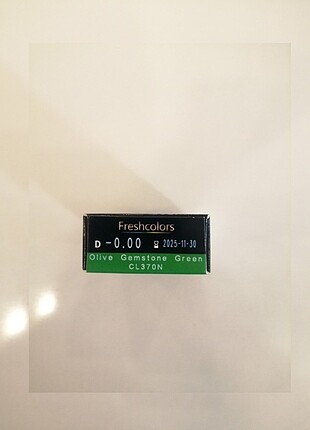 Freshcolors
D -0.00 2025-11-30
Olive Gemstone Green
CL370N